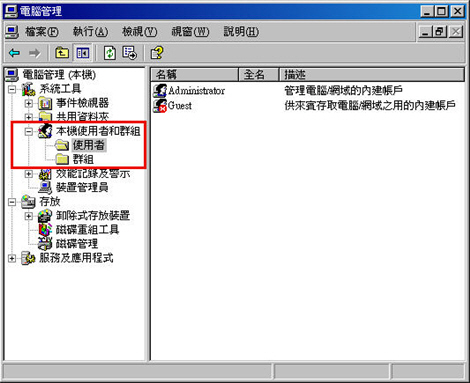 電腦管理
檔案(F) 執行(A) 檢視(V) 視窗(W) 說明(H)
電腦管理 (本機)
系統工具
事件檢視器
共用資料夾
本機使用者和群組
使用者
群組
效能記錄及警示
裝置管理員
存放
卸除式存放裝置
磁碟重組工具
磁碟管理
服務及應用程式
名稱 全名 描述
Administrator 管理電腦/網域的內建帳戶
Guest 供來賓存取電腦/網域之用的內建帳戶